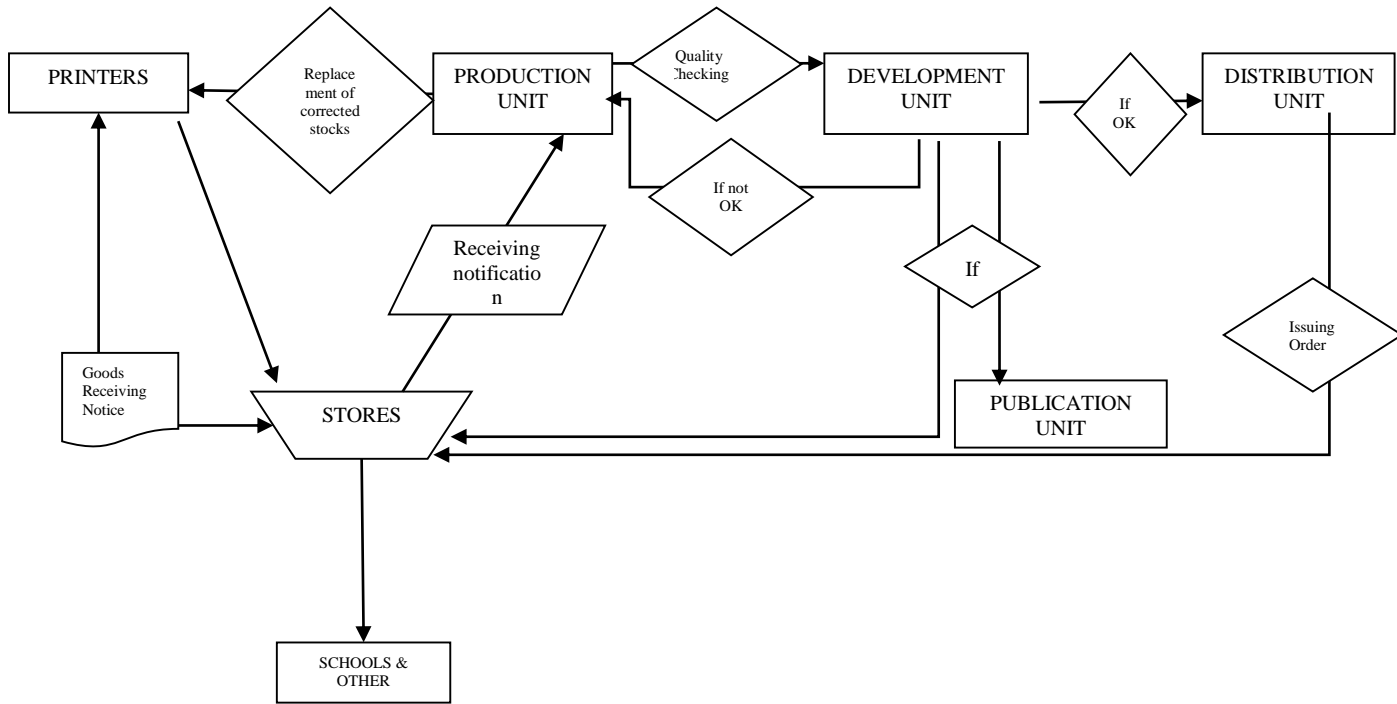 PRINTERS
Replace
ment of
corrected
stocks
PRODUCTION
UNIT
Quality
Checking
DEVELOPMENT
UNIT
If
OK
DISTRIBUTION
UNIT
If not
OK
Receiving
notificatio
n
If
Issuing
Order
Goods
Receiving
Notice
STORES
PUBLICATION
UNIT
SCHOOLS &
OTHER